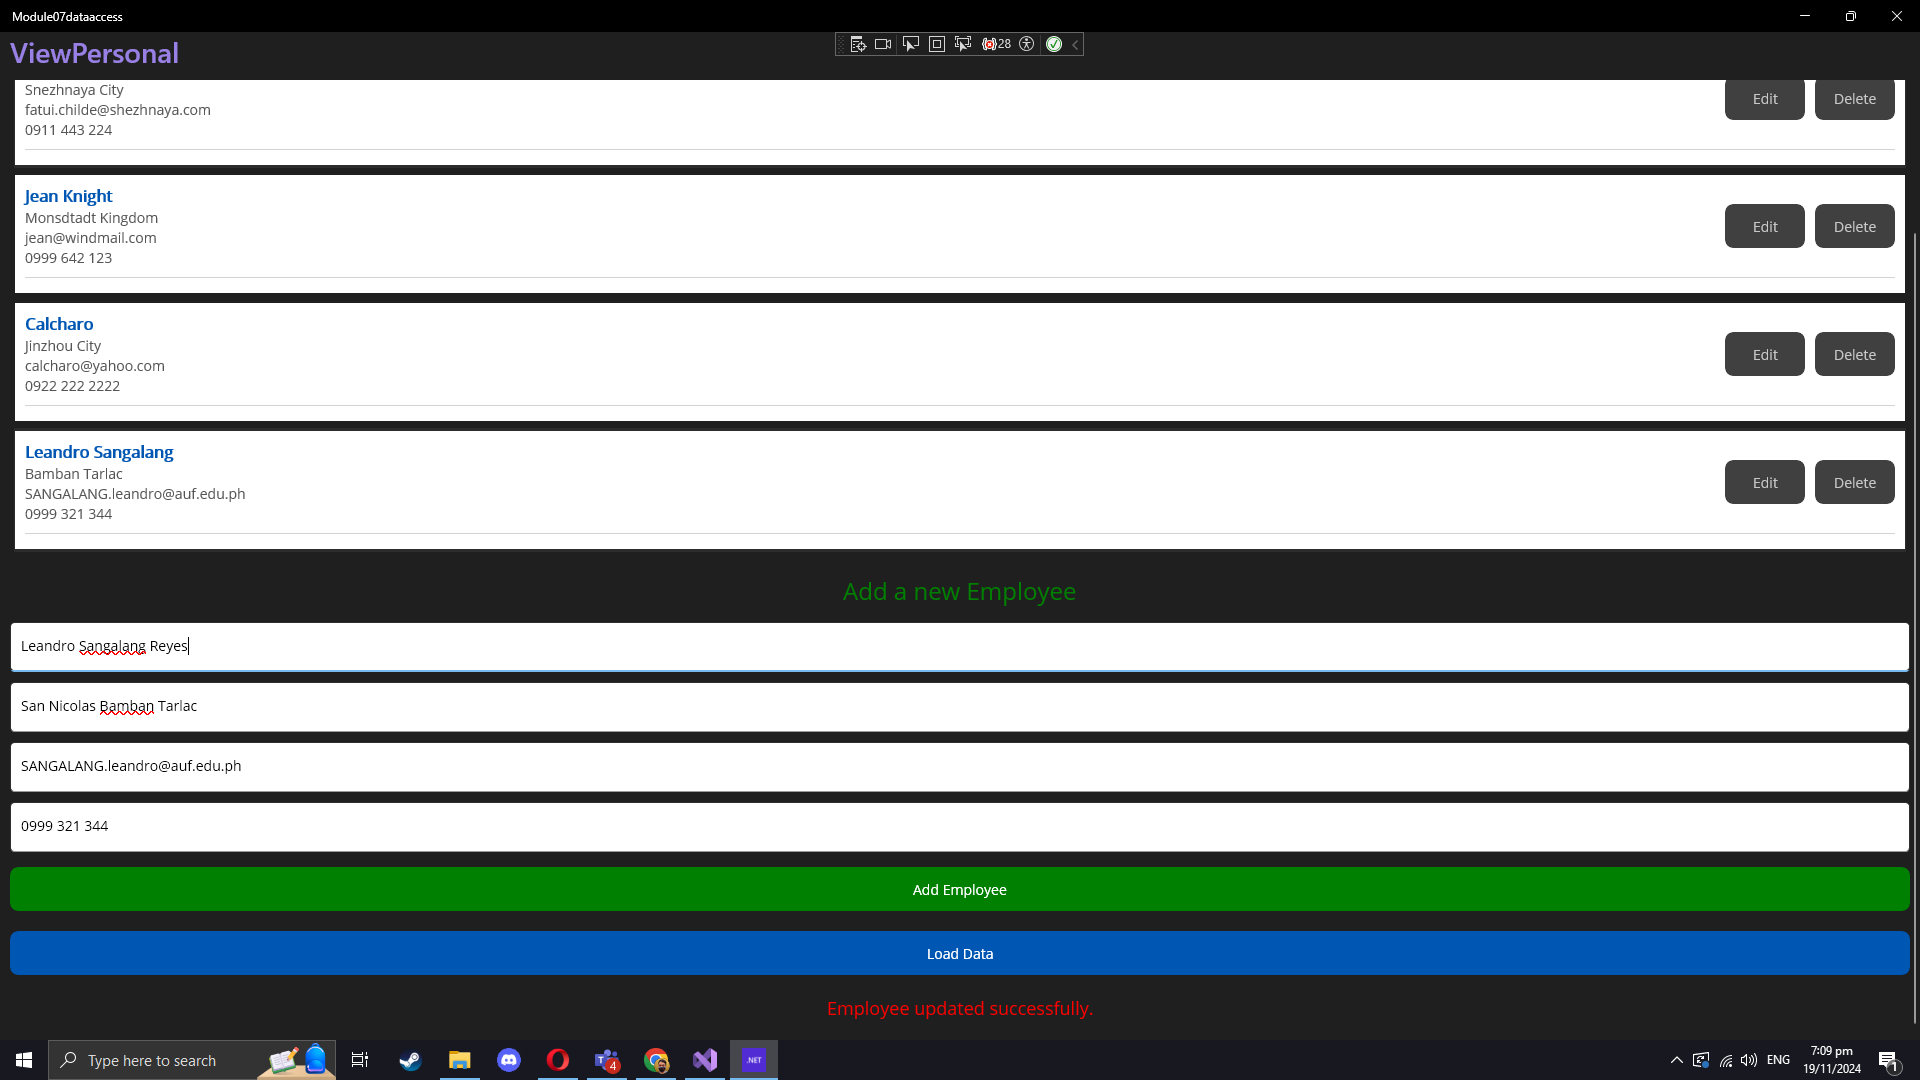 Module07dataaccess
ViewPersonal
28
Snezhnaya City
fatui.childe@shezhnaya.com
0911 443 224
Edit
Delete
Jean Knight
Monsdtadt Kingdom
jean@windmail.com
0999 642 123
Edit
Delete
Calcharo
Jinzhou City
calcharo@yahoo.com
0922 222 2222
Edit
Delete
Leandro Sangalang
Bamban Tarlac
SANGALANG.leandro@auf.edu.ph
0999 321 344
Edit
Delete
Add a new Employee
Leandro Sangalang Reyes
San Nicolas Bamban Tarlac
SANGALANG.leandro@auf.edu.ph
0999 321 344
Add Employee
Load Data
Employee updated successfully.
Type here to search
4
.NET
ENG
7:09 pm
19/11/2024
1